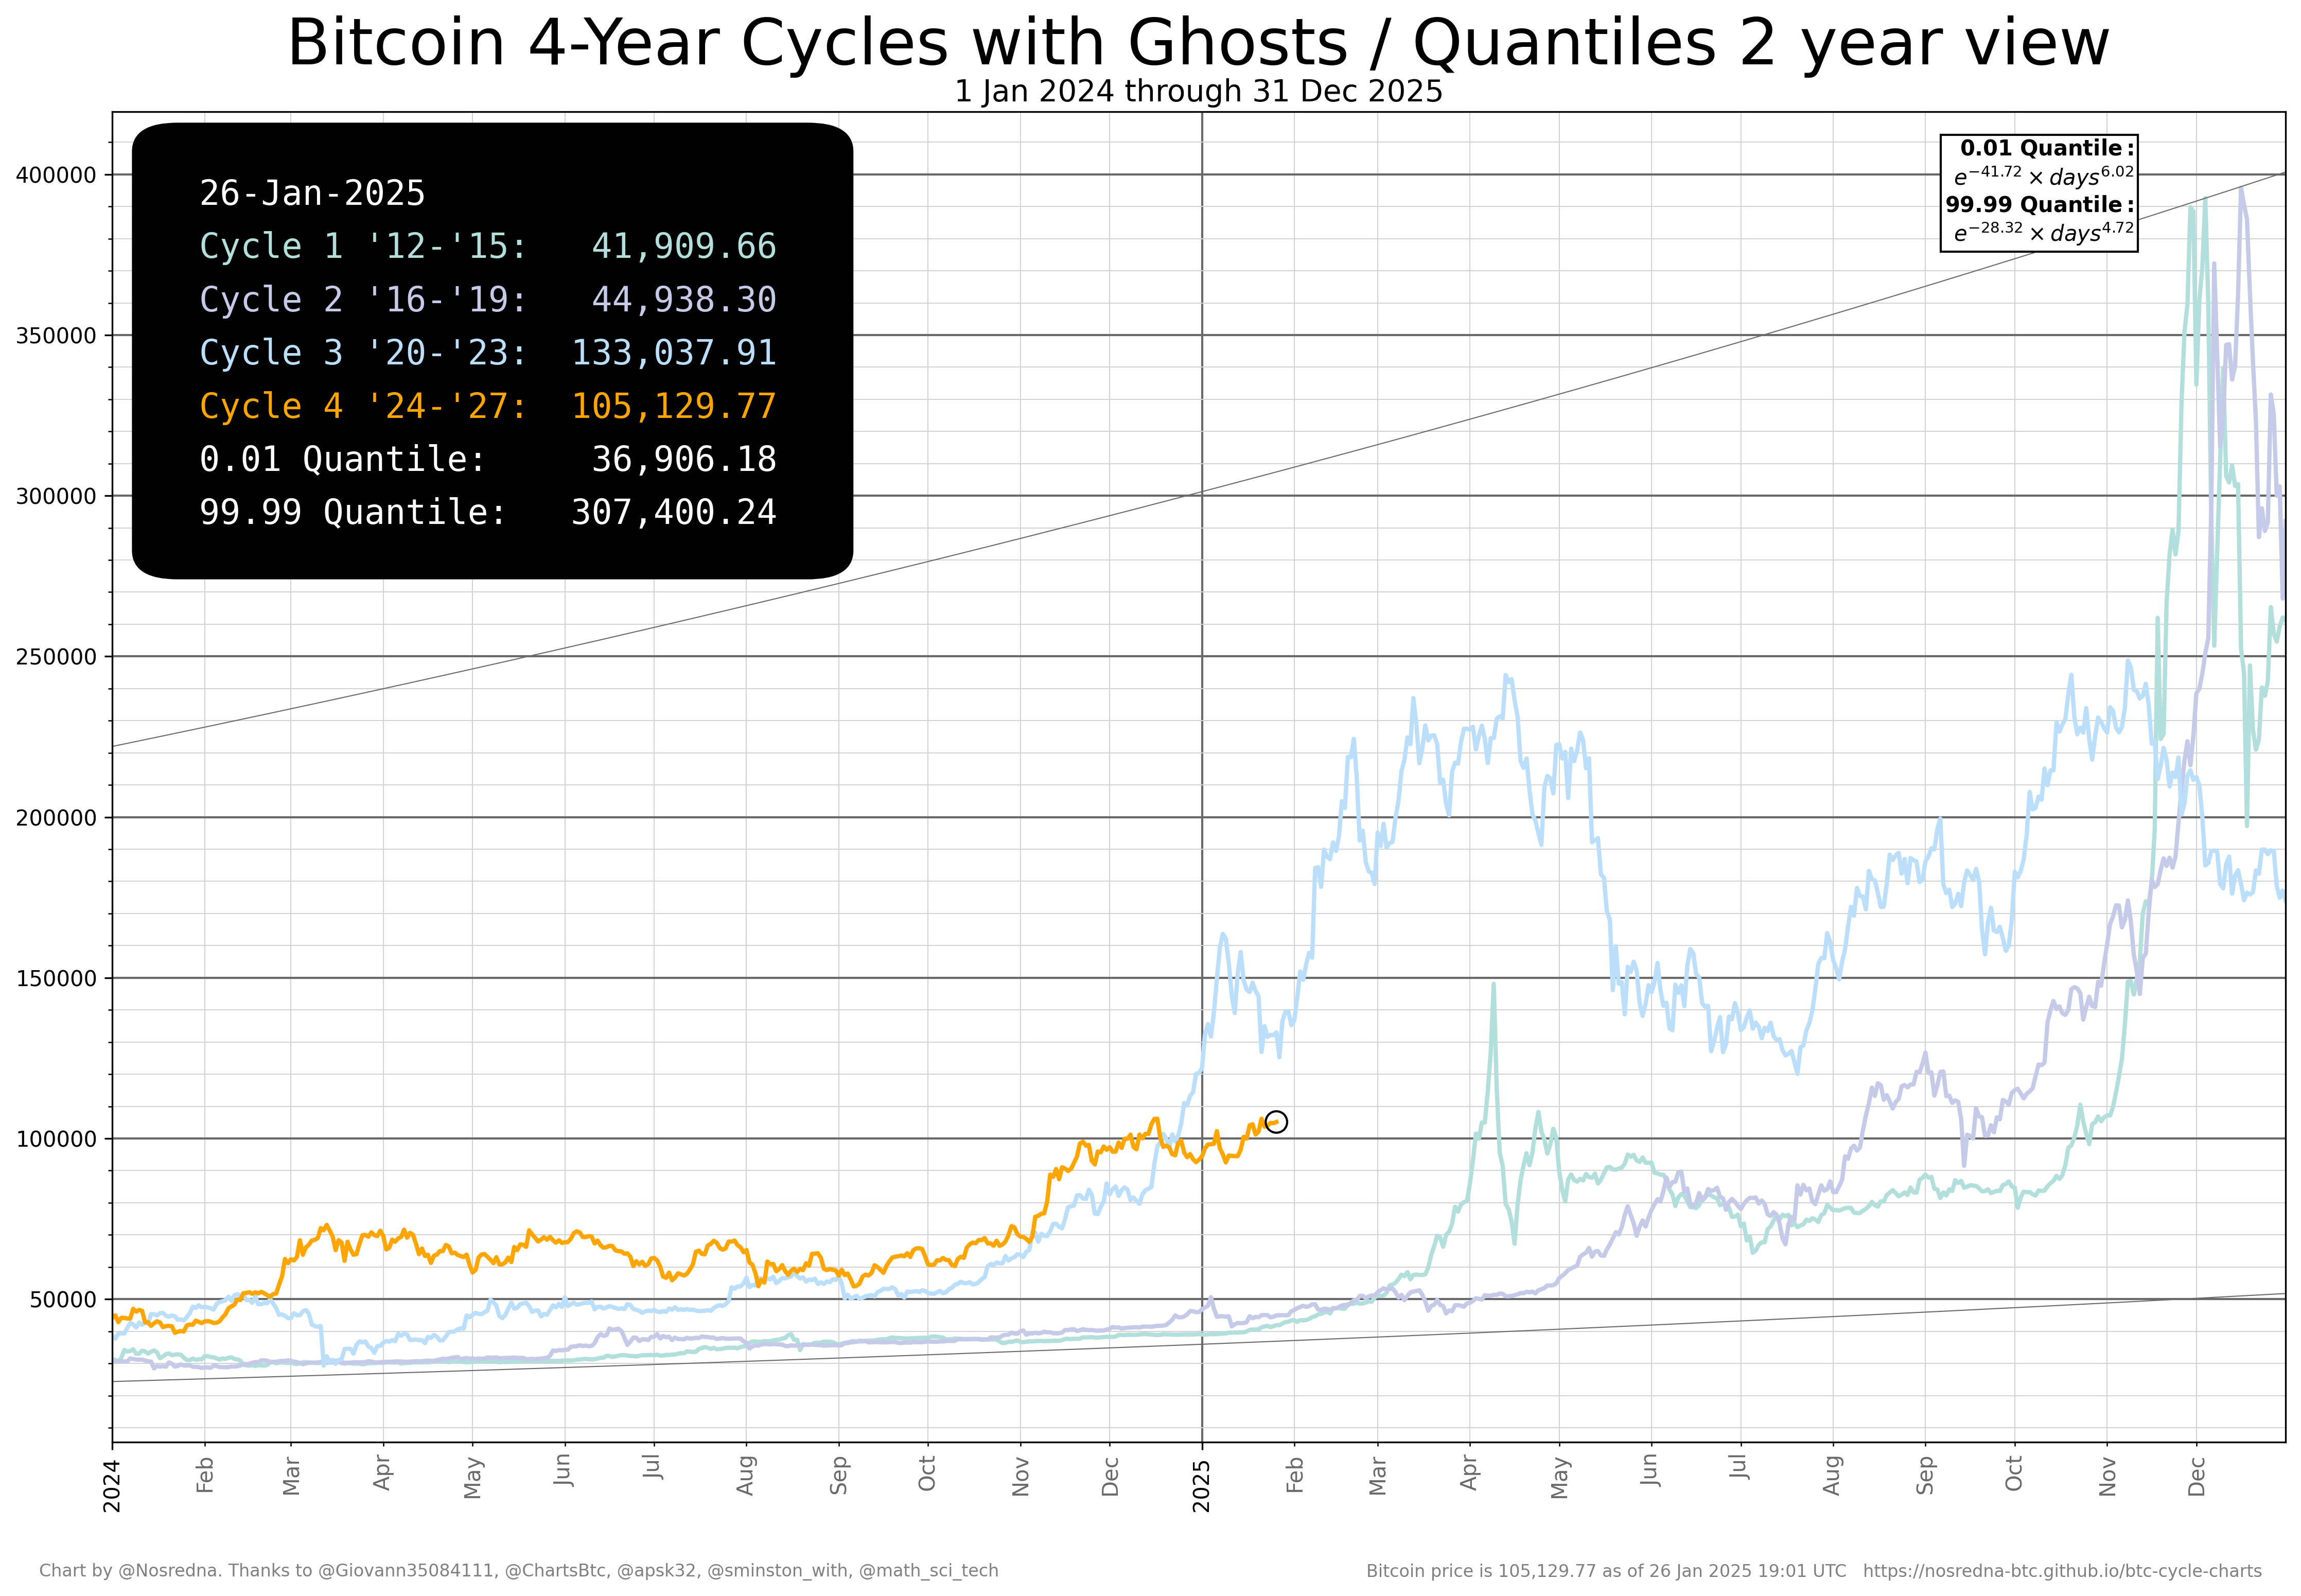 Bitcoin 4-Year Cycles with Ghosts / Quantiles 2 year view
1 Jan 2024 through 31 Dec 2025
26-Jan-2025
Cycle 1 '12-'15: 41,909.66
Cycle 2 '16-'19: 44,938.30
Cycle 3 '20-'23: 133,037.91
Cycle 4 '24-'27: 105,129.77
0.01 Quantile: 36,906.18
99.99 Quantile: 307,400.24
0.01 Quantile:
e^−41.72 × days^6.02
99.99 Quantile:
e^−28.32 × days^4.72
400000
350000
300000
250000
200000
150000
100000
50000
2024
Feb
Mar
Apr
May
Jun
Jul
Aug
Sep
Oct
Nov
Dec
2025
Feb
Mar
Apr
May
Jun
Jul
Aug
Sep
Oct
Nov
Dec
Chart by @Nosredna. Thanks to @Giovann35084111, @ChartsBtc, @apsk32, @sminston_with, @math_sci_tech
Bitcoin price is 105,129.77 as of 26 Jan 2025 19:01 UTC https://nosredna-btc.github.io/btc-cycle-charts